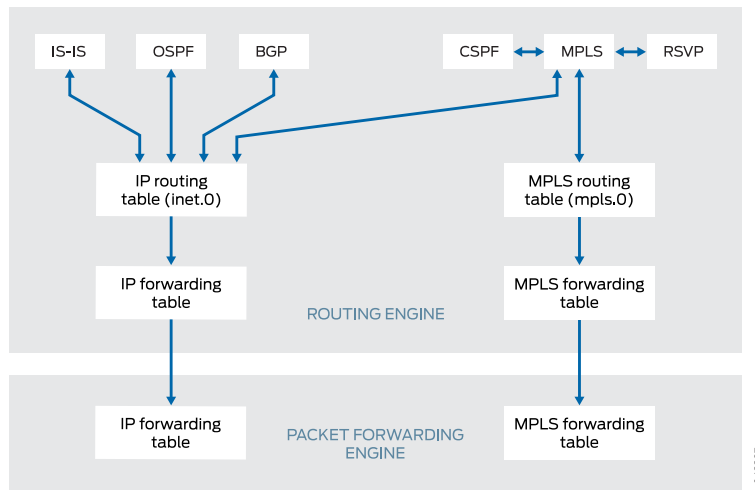 IS-IS
OSPF
BGP
CSPF
MPLS
RSVP
IP routing
table (inet.0)
MPLS routing
table (mpls.0)
IP forwarding
table
MPLS forwarding
table
ROUTING ENGINE
IP forwarding
table
MPLS forwarding
table
PACKET FORWARDING
ENGINE